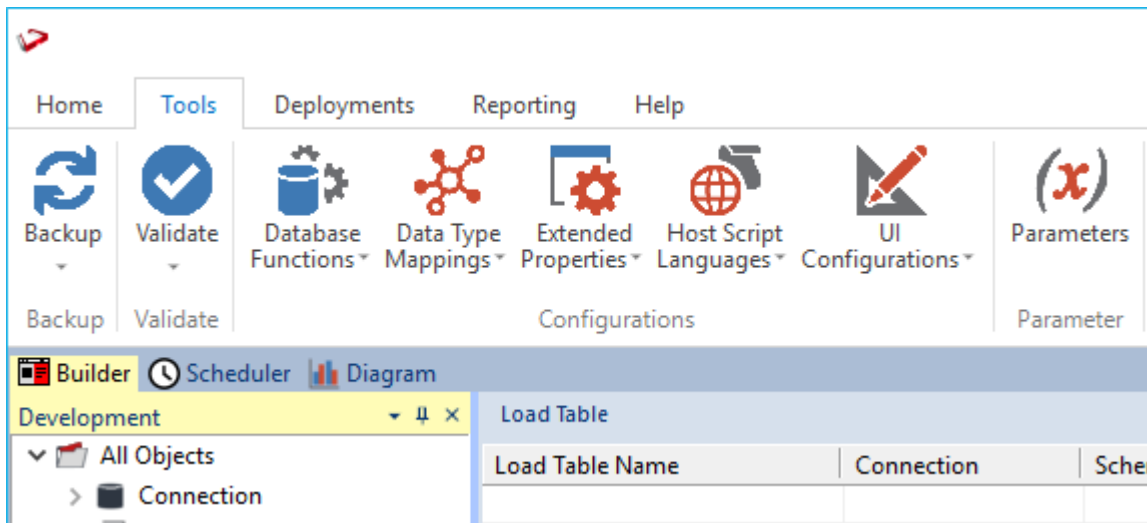 Home Tools Deployments Reporting Help
Backup Validate Database Functions Data Type Mappings Extended Properties Host Script Languages UI Configurations (x) Parameters
Backup Validate Configurations Parameter
Builder Scheduler Diagram
Development Load Table
All Objects Load Table Name Connection
Connection